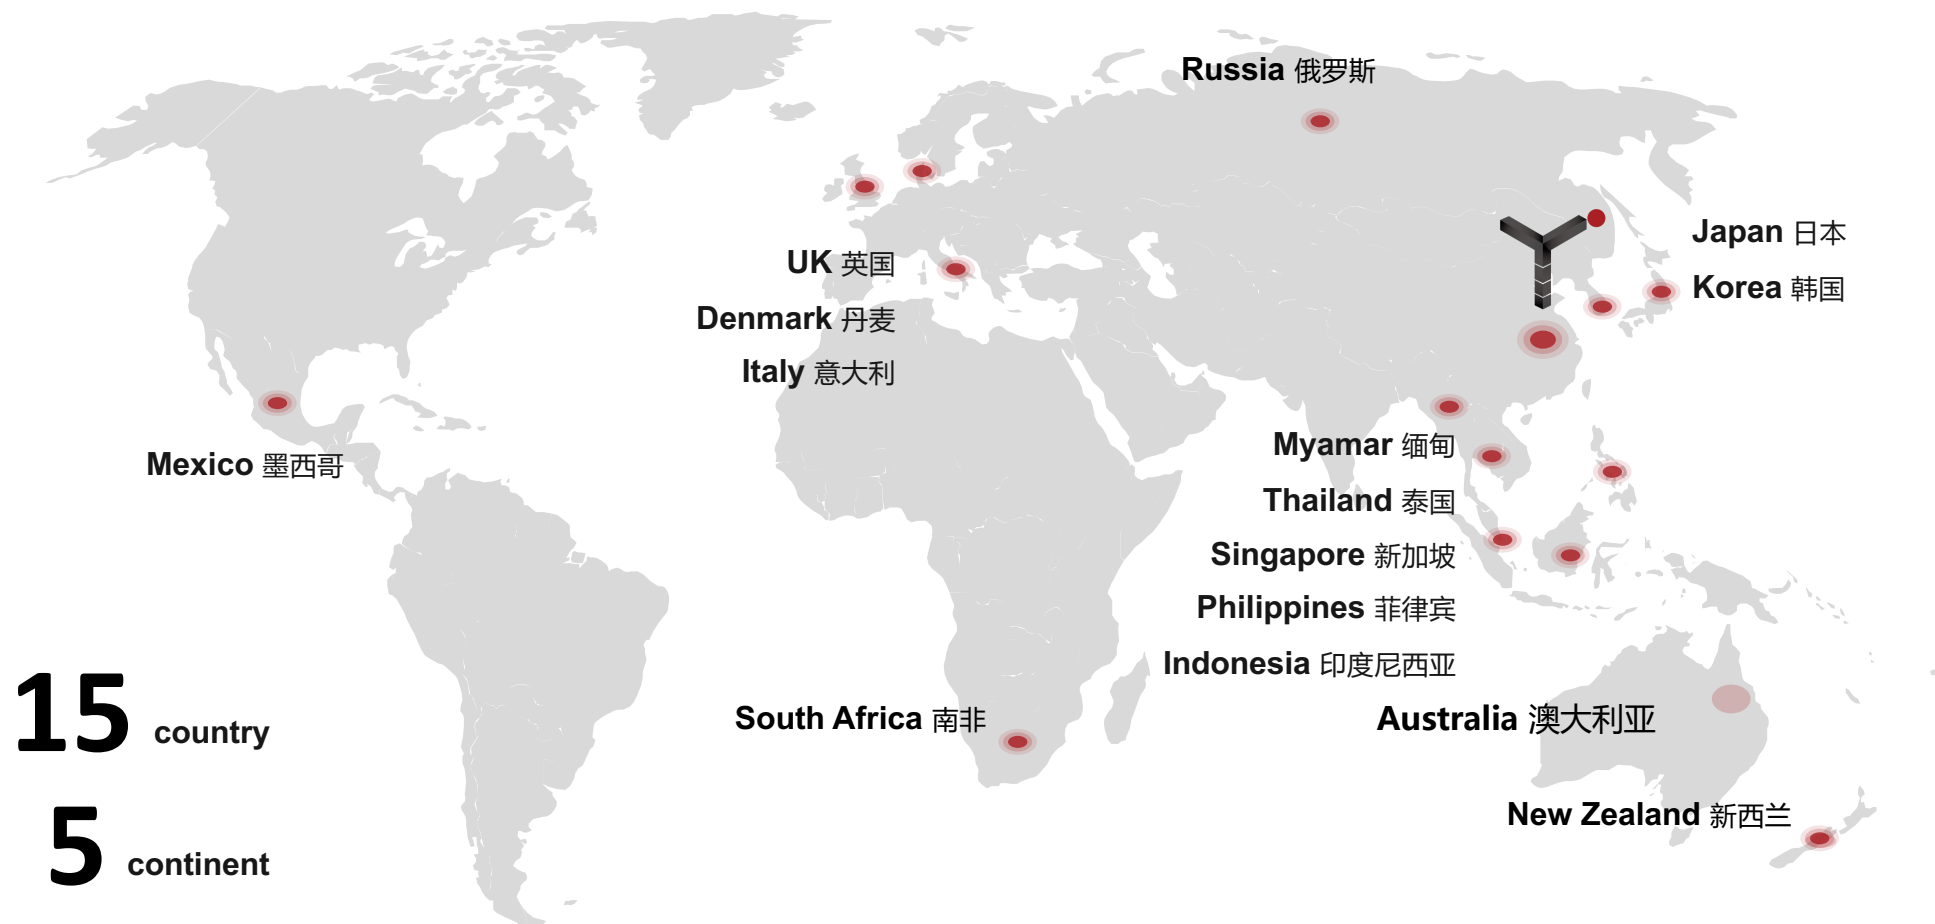 Russia 俄罗斯
Japan 日本
UK 英国
Korea 韩国
Denmark 丹麦
Italy 意大利
Myamar 缅甸
Mexico 墨西哥
Thailand 泰国
Singapore 新加坡
Philippines 菲律宾
Indonesia 印度尼西亚
South Africa 南非
Australia 澳大利亚
15 country
New Zealand 新西兰
5 continent